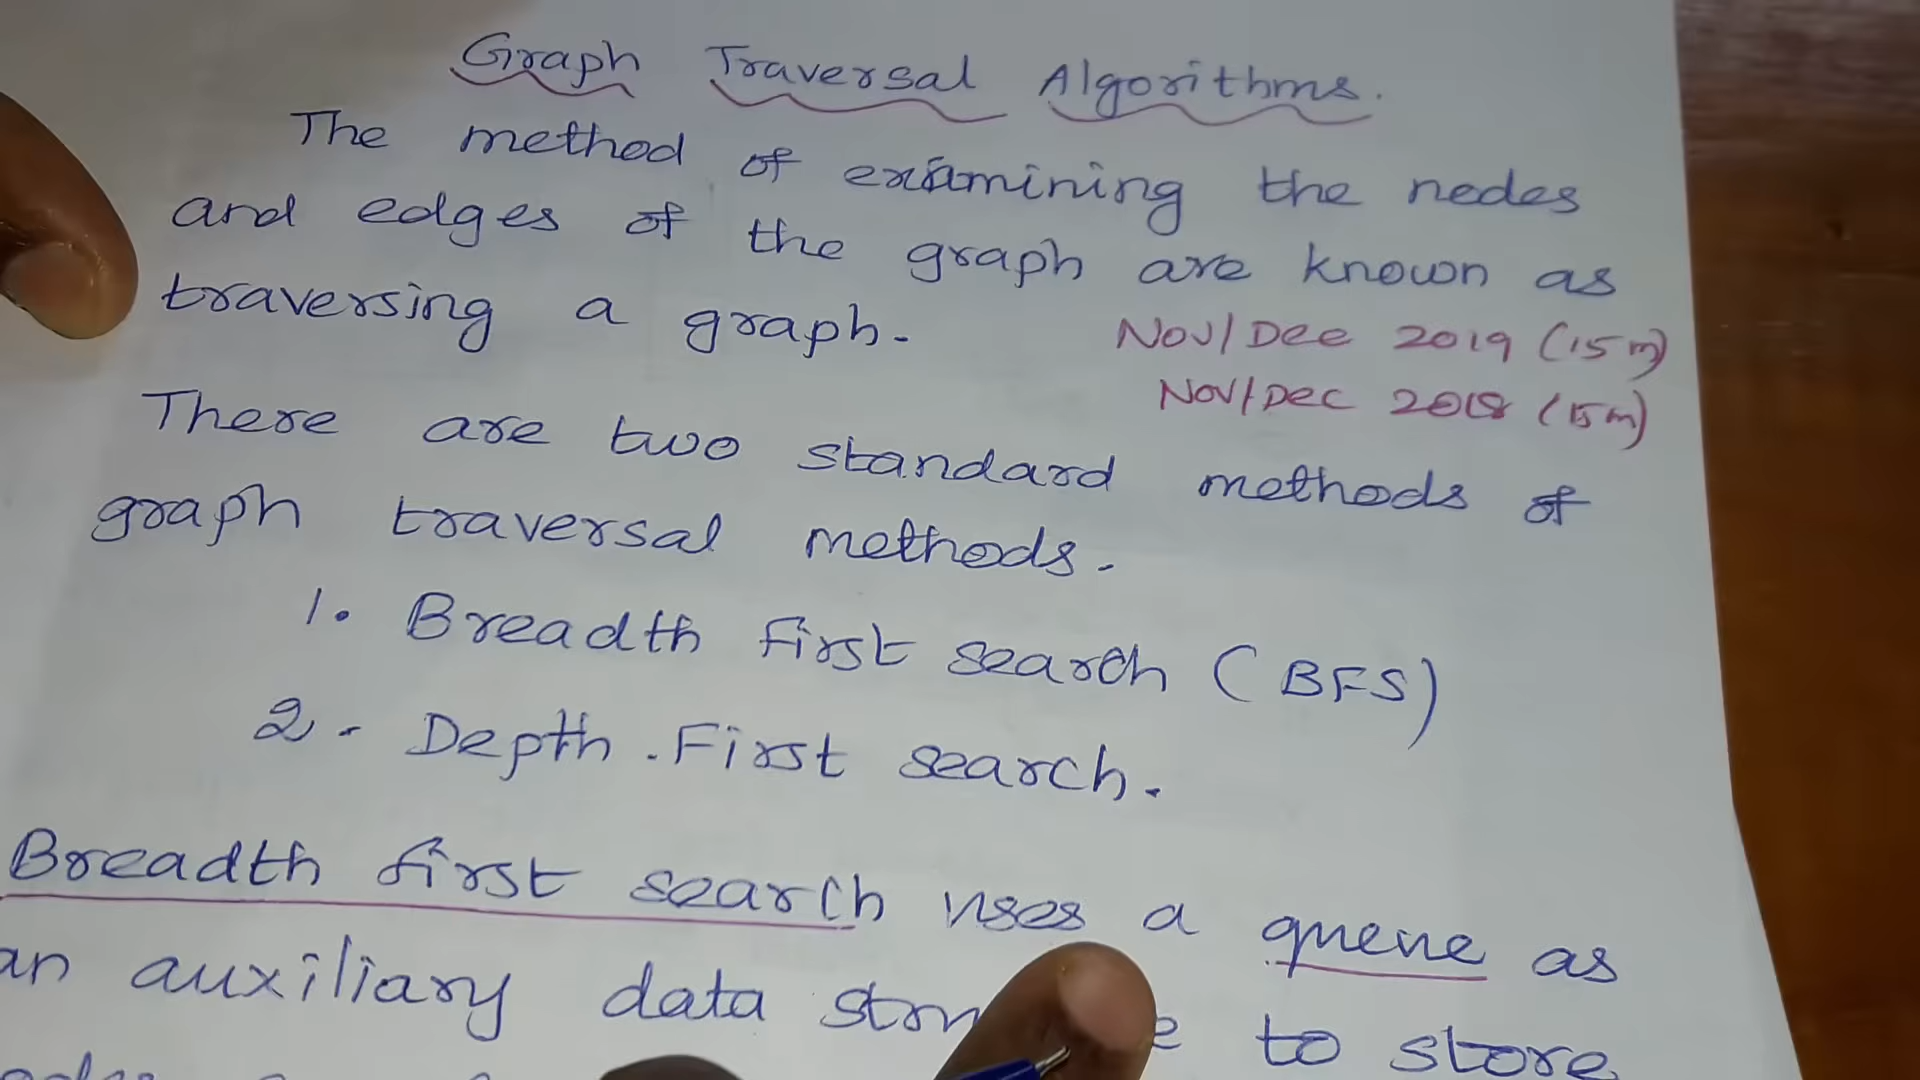 Graph Traversal Algorithms.
The method of examining the nodes
and edges of the graph are known as
traversing a graph.
Nov/Dec 2019 (15m)
Nov/Dec 2018 (15m)
There are two standard methods of
graph traversal methods.
1. Breadth first search (BFS)
2. Depth.First search.
Breadth first search uses a queue as
an auxiliary data to store